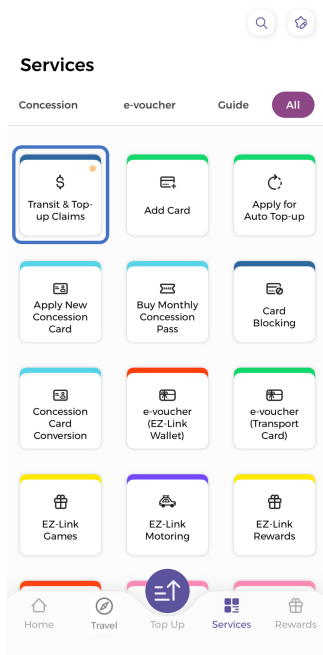 Services
Concession e-voucher Guide All
$
Transit & Top-
up Claims
Add Card
Apply for
Auto Top-up
Apply New
Concession
Card
Buy Monthly
Concession
Pass
Card
Blocking
Concession
Card
Conversion
e-voucher
(EZ-Link
Wallet)
e-voucher
(Transport
Card)
EZ-Link
Games
EZ-Link
Motoring
EZ-Link
Rewards
Home Travel Top Up Services Rewards